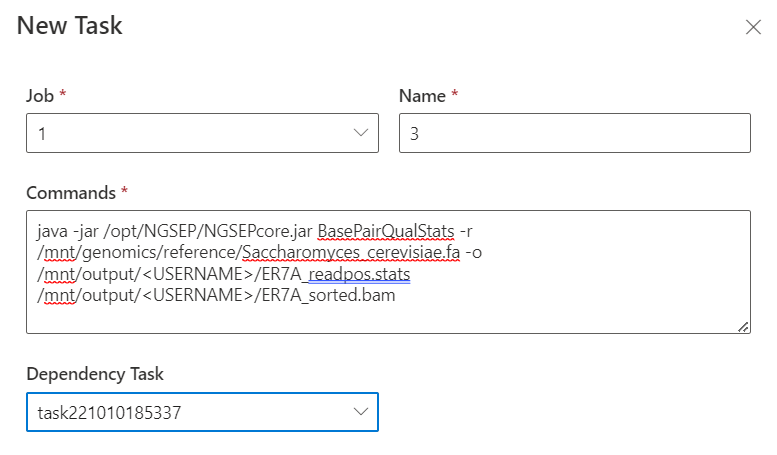 New Task
Job * Name *
1 3
Commands *
java -jar /opt/NGSEP/NGSEPcore.jar BasePairQualStats -r
/mnt/genomics/reference/Saccharomyces_cerevisiae.fa -o
/mnt/output/<USERNAME>/ER7A_readpos.stats
/mnt/output/<USERNAME>/ER7A_sorted.bam
Dependency Task
task221010185337